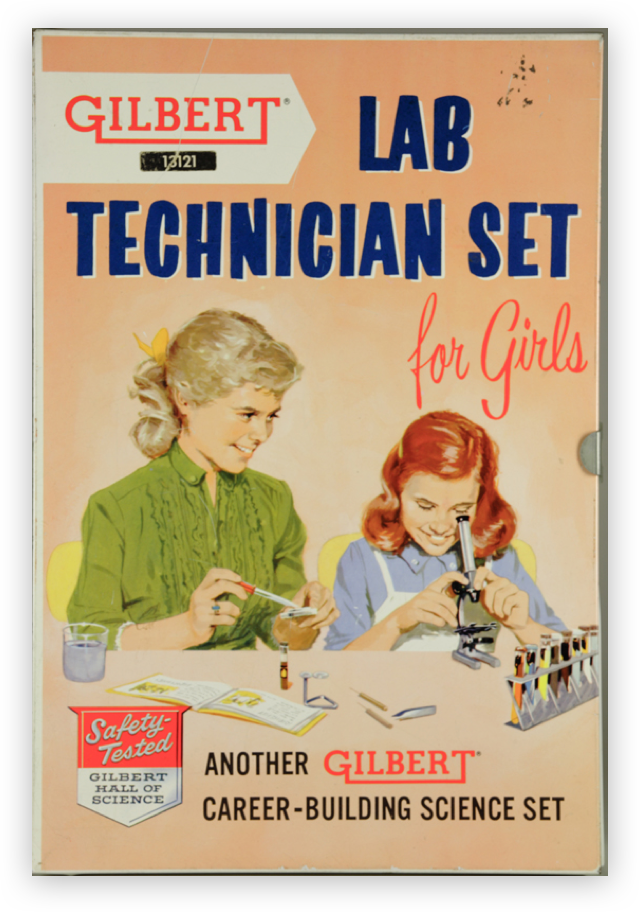 GILBERT®
13121
LAB
TECHNICIAN SET
for Girls
Safety-
Tested
GILBERT
HALL OF
SCIENCE
ANOTHER GILBERT®
CAREER-BUILDING SCIENCE SET